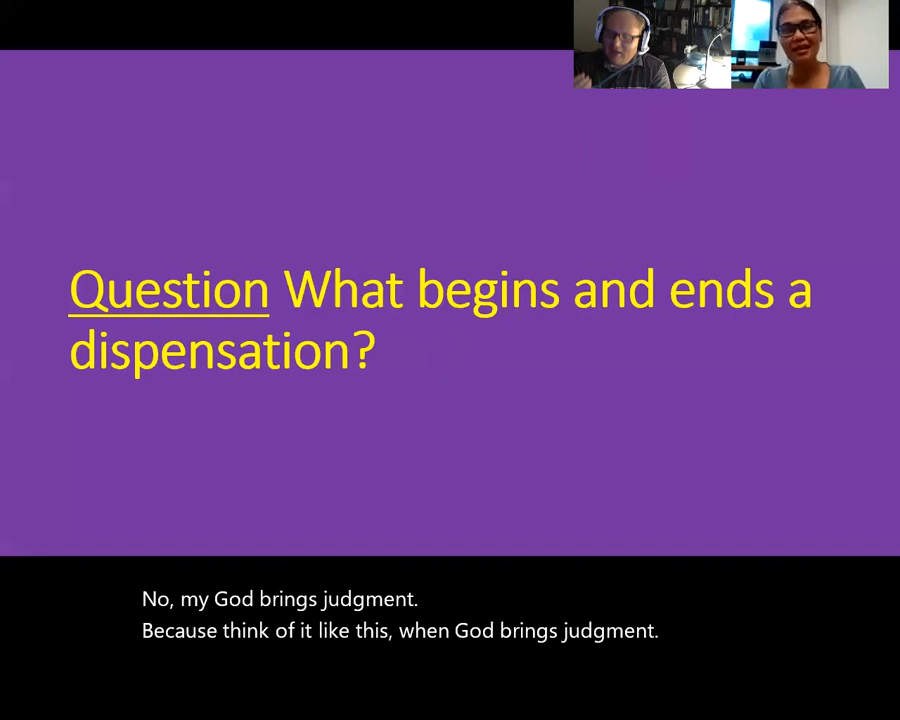 Question What begins and ends a
dispensation?
No, my God brings judgment.
Because think of it like this, when God brings judgment.